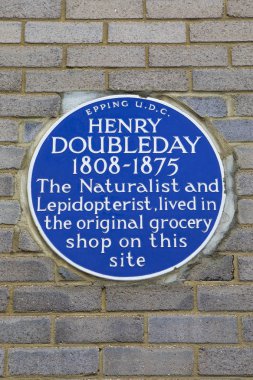 EPPING U.D.C.
HENRY
DOUBLEDAY
1808-1875
The Naturalist and
Lepidopterist, lived in
the original grocery
shop on this
site